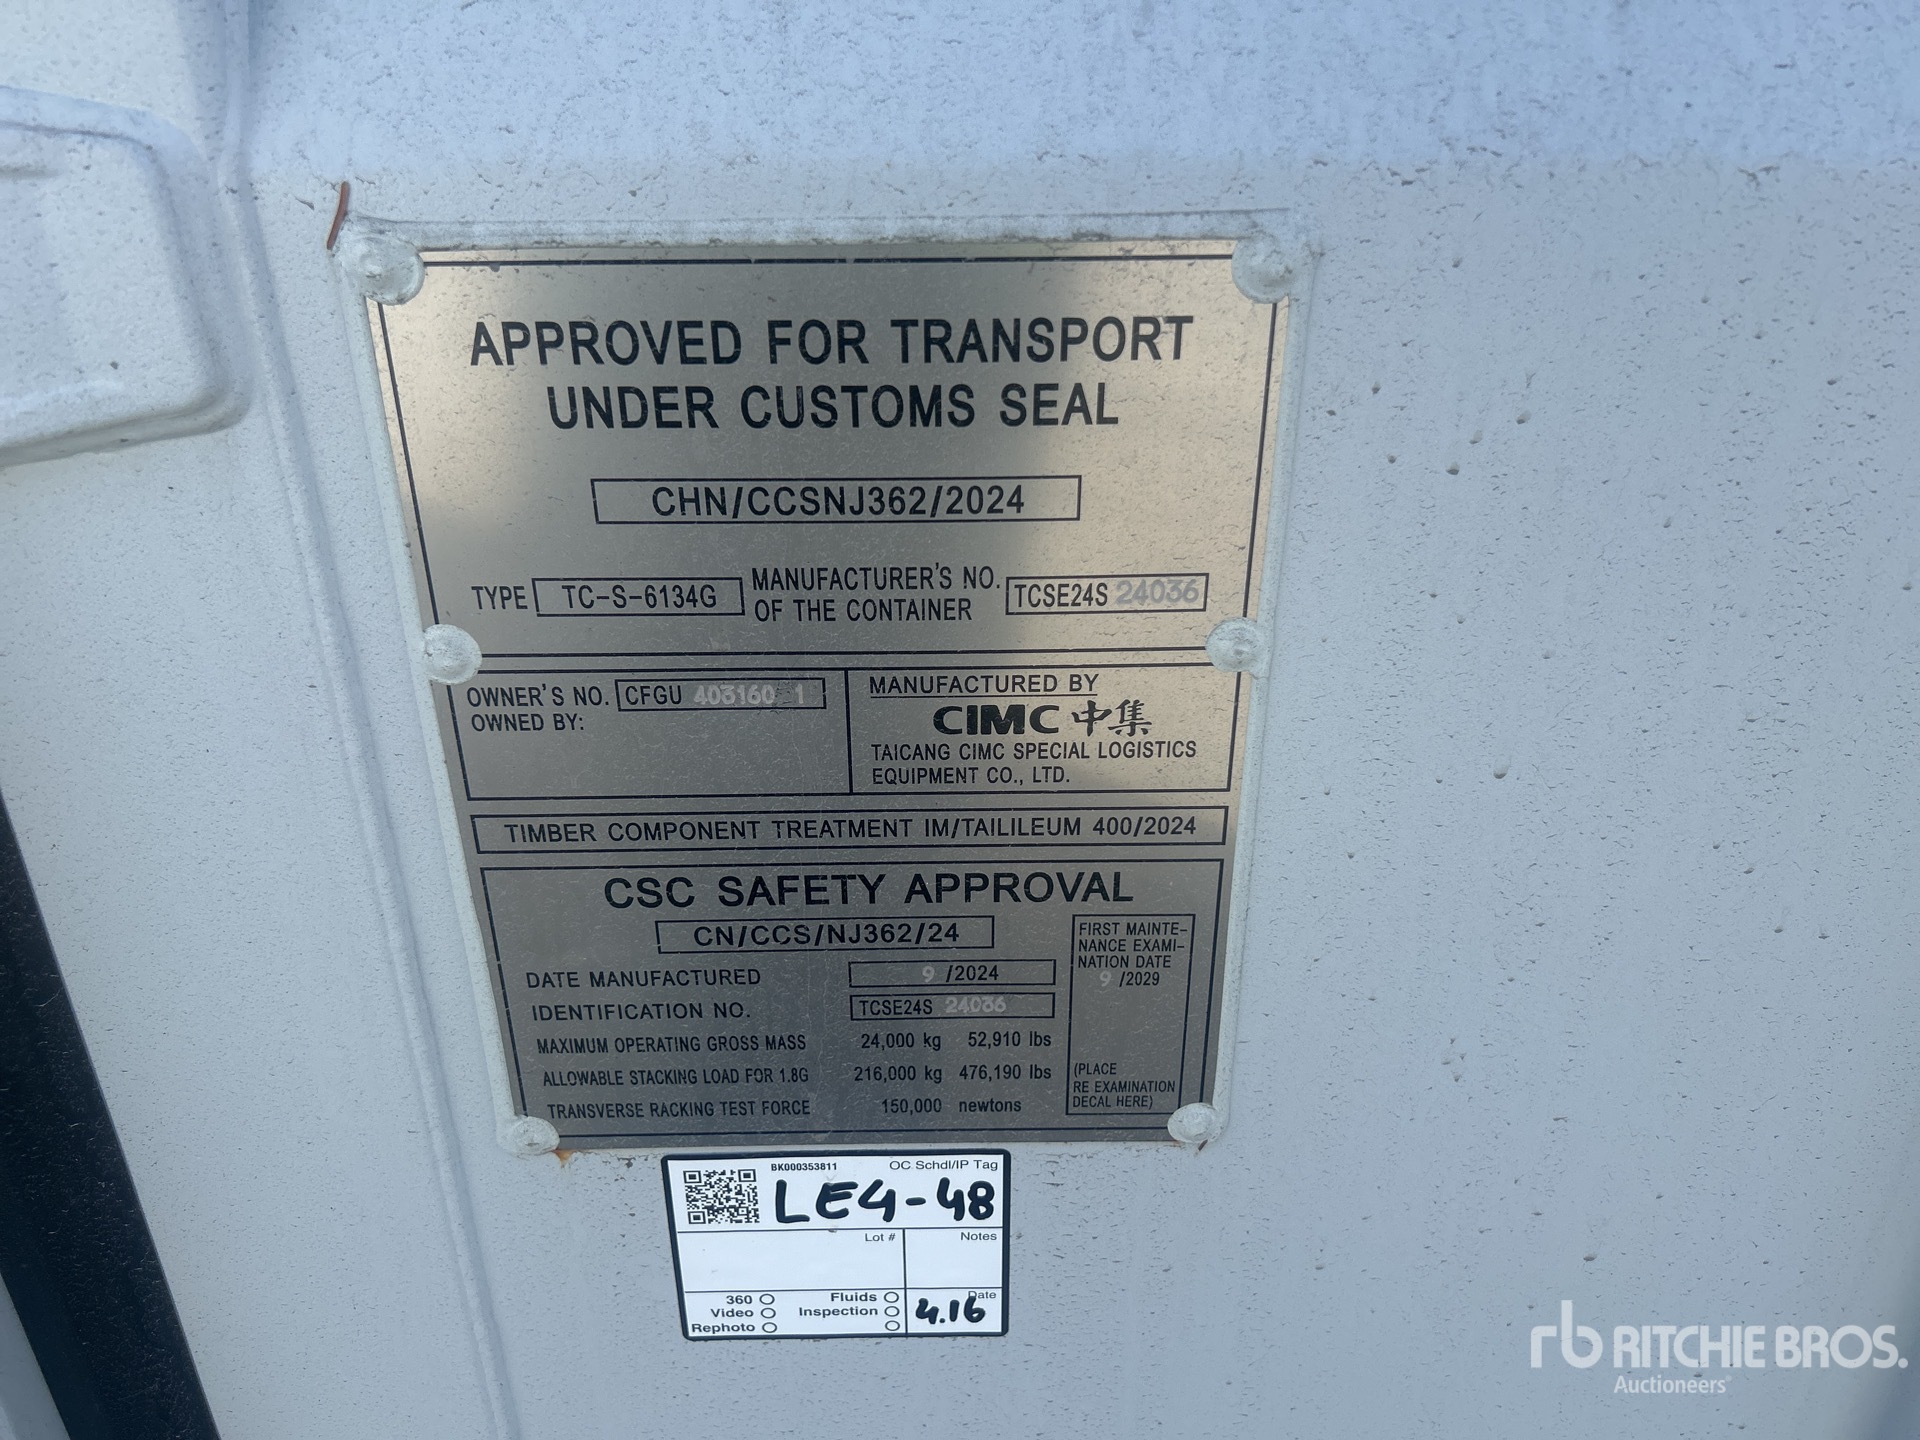 APPROVED FOR TRANSPORT
UNDER CUSTOMS SEAL
CHN/CCSNJ362/2024
TYPE TC-S-6134G MANUFACTURER'S NO. OF THE CONTAINER TCSE24S 24036
OWNER'S NO. CFGU 403160 1
OWNED BY:
MANUFACTURED BY
CIMC 中集
TAICANG CIMC SPECIAL LOGISTICS
EQUIPMENT CO., LTD.
TIMBER COMPONENT TREATMENT IM/TAILILEUM 400/2024
CSC SAFETY APPROVAL
CN/CCS/NJ362/24
DATE MANUFACTURED 9 /2024
IDENTIFICATION NO. TCSE24S 24036
MAXIMUM OPERATING GROSS MASS 24,000 kg 52,910 lbs
ALLOWABLE STACKING LOAD FOR 1.8G 216,000 kg 476,190 lbs
TRANSVERSE RACKING TEST FORCE 150,000 newtons
FIRST MAINTE-
NANCE EXAMI-
NATION DATE
9 /2029
(PLACE
RE EXAMINATION
DECAL HERE)
BK000353811 OC Schdl/IP Tag
LE4-48
Lot # Notes
360 Fluids Date
Video Inspection 4.16
Rephoto
rb RITCHIE BROS.
Auctioneers